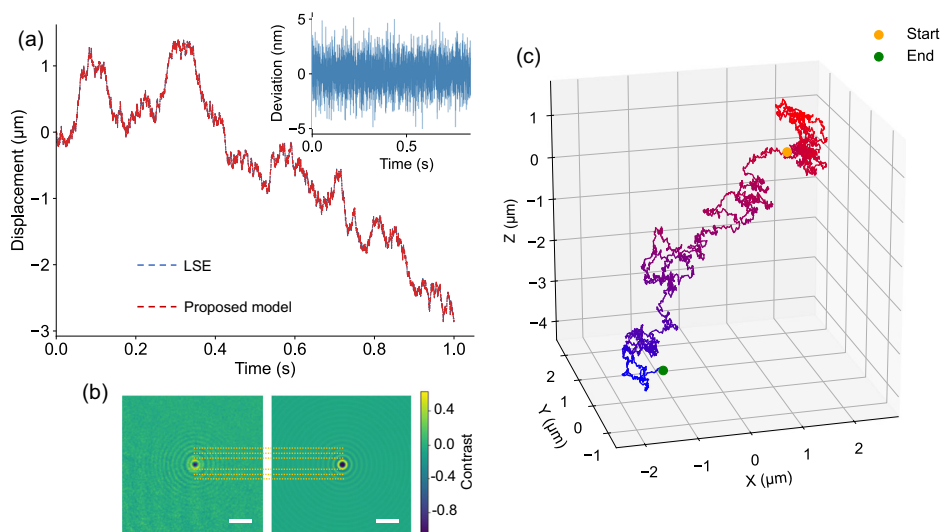 (a)
Displacement (µm)
1
0
−1
−2
−3
0.0
0.2
0.4
0.6
0.8
1.0
Time (s)
LSE
Proposed model
Deviation (nm)
5
0
−5
0.0
0.5
Time (s)
(b)
0.4
0.0
-0.4
-0.8
Contrast
(c)
Start
End
Z (µm)
1
0
−1
−2
−3
−4
Y (µm)
2
1
0
−1
−2
−1
0
1
2
X (µm)